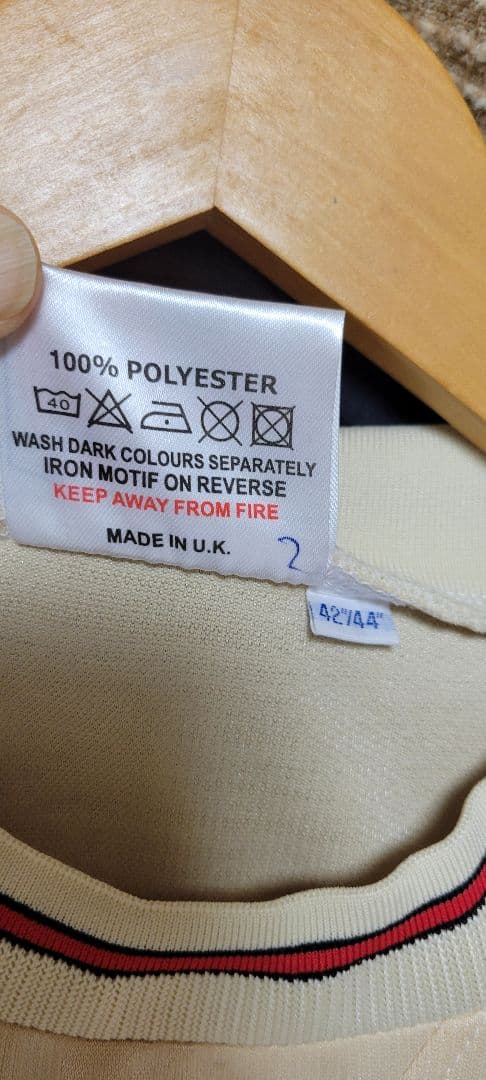 100% POLYESTER
40
WASH DARK COLOURS SEPARATELY
IRON MOTIF ON REVERSE
KEEP AWAY FROM FIRE
MADE IN U.K.
2
42"/44"